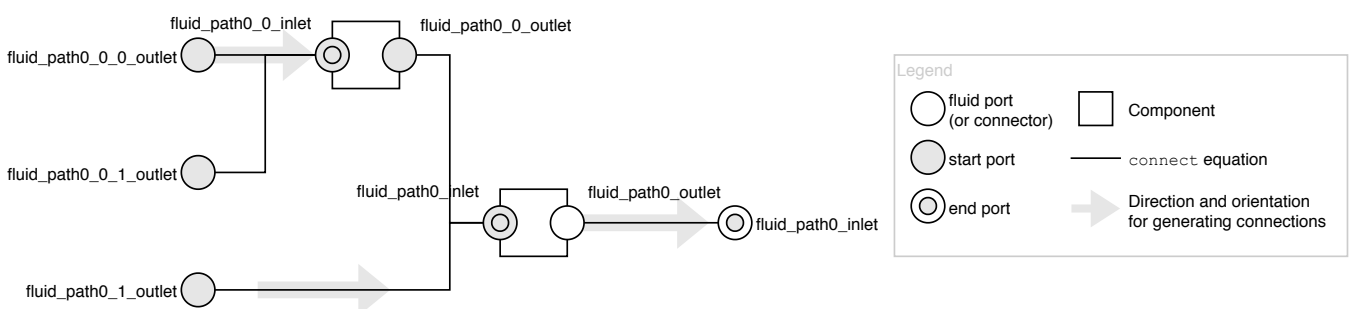 fluid_path0_0_inlet
fluid_path0_0_outlet
fluid_path0_0_0_outlet
fluid_path0_0_1_outlet
fluid_path0_inlet
fluid_path0_outlet
fluid_path0_inlet
fluid_path0_1_outlet
Legend
fluid port
(or connector)
Component
start port
connect equation
end port
Direction and orientation
for generating connections